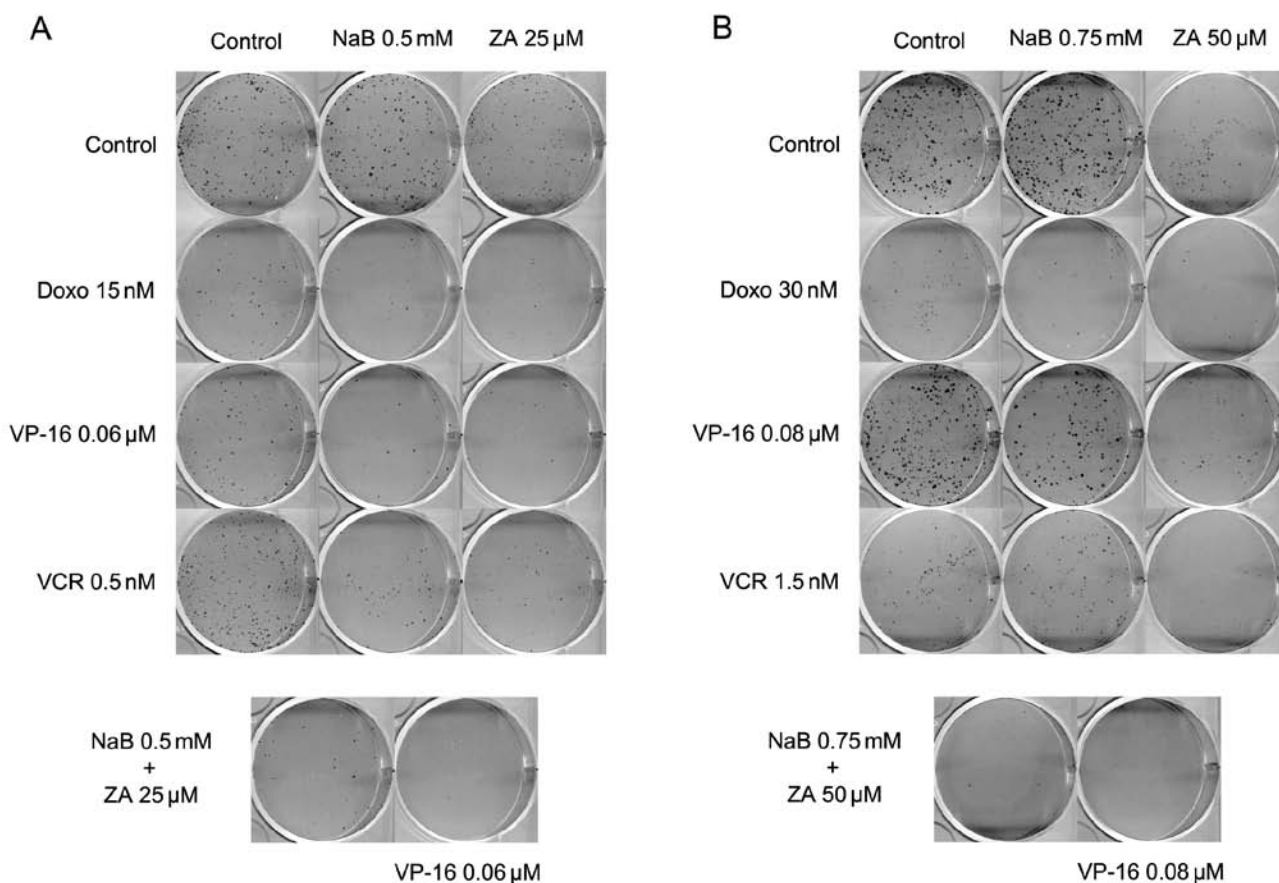 A
Control NaB 0.5 mM ZA 25 µM
Control
Doxo 15 nM
VP-16 0.06 µM
VCR 0.5 nM
NaB 0.5 mM
+
ZA 25 µM
VP-16 0.06 µM
B
Control NaB 0.75 mM ZA 50 µM
Control
Doxo 30 nM
VP-16 0.08 µM
VCR 1.5 nM
NaB 0.75 mM
+
ZA 50 µM
VP-16 0.08 µM